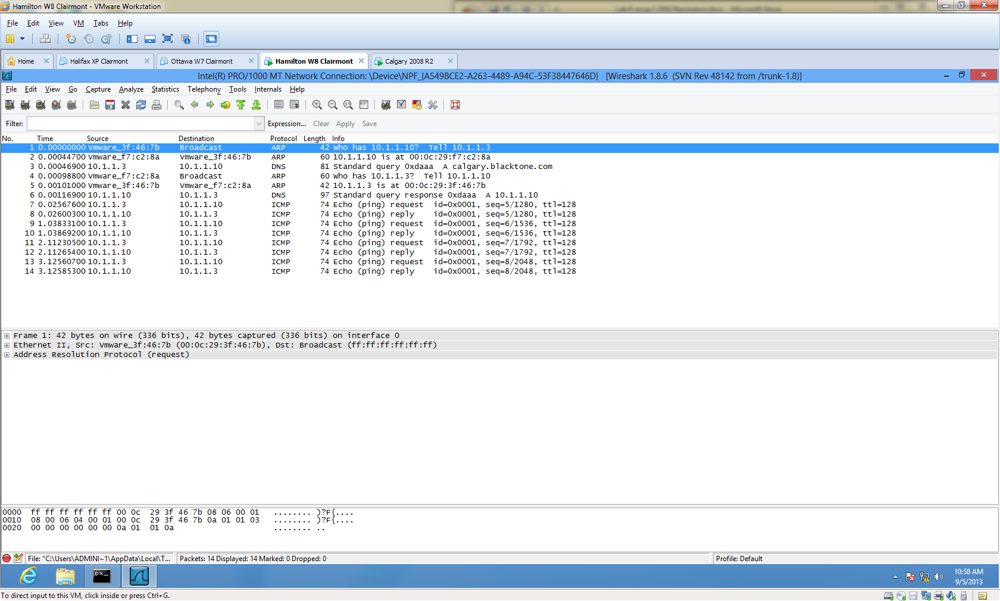 Hamilton W8 Clairmont - VMware Workstation
File Edit View VM Tabs Help
Home Halifax XP Clairmont Ottawa W7 Clairmont Hamilton W8 Clairmont Calgary 2008 R2
Intel(R) PRO/1000 MT Network Connection: \Device\NPF_{A549BCE2-A263-4489-A94C-53F38447646D} [Wireshark 1.8.6 (SVN Rev 48142 from /trunk-1.8)]
File Edit View Go Capture Analyze Statistics Telephony Tools Internals Help
Filter: Expression... Clear Apply Save
No. Time Source Destination Protocol Length Info
1 0.00000000 Vmware_3f:46:7b Broadcast ARP 42 Who has 10.1.1.10? Tell 10.1.1.3
2 0.00044700 Vmware_f7:c2:8a Vmware_3f:46:7b ARP 60 10.1.1.10 is at 00:0c:29:f7:c2:8a
3 0.00046900 10.1.1.3 10.1.1.10 DNS 81 Standard query 0xdaaa A calgary.blacktone.com
4 0.00098800 Vmware_f7:c2:8a Broadcast ARP 60 Who has 10.1.1.3? Tell 10.1.1.10
5 0.00101000 Vmware_3f:46:7b Vmware_f7:c2:8a ARP 42 10.1.1.3 is at 00:0c:29:3f:46:7b
6 0.00116900 10.1.1.10 10.1.1.3 DNS 97 Standard query response 0xdaaa A 10.1.1.10
7 0.02567600 10.1.1.3 10.1.1.10 ICMP 74 Echo (ping) request id=0x0001, seq=5/1280, ttl=128
8 0.02600300 10.1.1.10 10.1.1.3 ICMP 74 Echo (ping) reply id=0x0001, seq=5/1280, ttl=128
9 1.03833100 10.1.1.3 10.1.1.10 ICMP 74 Echo (ping) request id=0x0001, seq=6/1536, ttl=128
10 1.03869200 10.1.1.10 10.1.1.3 ICMP 74 Echo (ping) reply id=0x0001, seq=6/1536, ttl=128
11 2.11230500 10.1.1.3 10.1.1.10 ICMP 74 Echo (ping) request id=0x0001, seq=7/1792, ttl=128
12 2.11265400 10.1.1.10 10.1.1.3 ICMP 74 Echo (ping) reply id=0x0001, seq=7/1792, ttl=128
13 3.12560700 10.1.1.3 10.1.1.10 ICMP 74 Echo (ping) request id=0x0001, seq=8/2048, ttl=128
14 3.12585300 10.1.1.10 10.1.1.3 ICMP 74 Echo (ping) reply id=0x0001, seq=8/2048, ttl=128
Frame 1: 42 bytes on wire (336 bits), 42 bytes captured (336 bits) on interface 0
Ethernet II, Src: Vmware_3f:46:7b (00:0c:29:3f:46:7b), Dst: Broadcast (ff:ff:ff:ff:ff:ff)
Address Resolution Protocol (request)
0000 ff ff ff ff ff ff 00 0c 29 3f 46 7b 08 06 00 01 ........ )?F{....
0010 08 00 06 04 00 01 00 0c 29 3f 46 7b 0a 01 01 03 ........ )?F{....
0020 00 00 00 00 00 00 0a 01 01 0a ........ ..
File: "C:\Users\ADMINI~1\AppData\Local\T... Packets: 14 Displayed: 14 Marked: 0 Dropped: 0 Profile: Default
10:58 AM
9/5/2013
To direct input to this VM, click inside or press Ctrl+G.